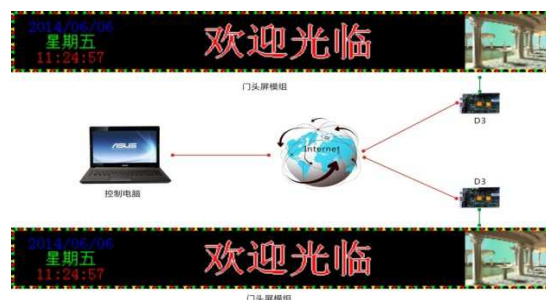 2014/06/06
星期五
11:24:57
欢迎光临
门头屏模组
D3
ASUS
Internet
控制电脑
D3
2014/06/06
星期五
11:24:57
欢迎光临
门头屏模组